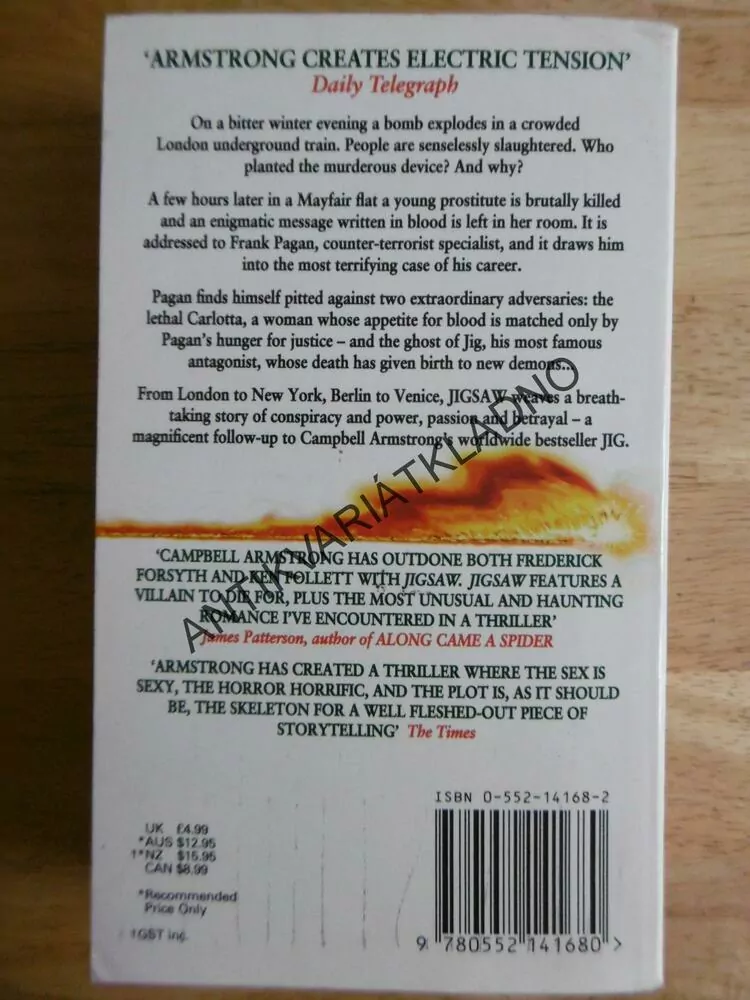 'ARMSTRONG CREATES ELECTRIC TENSION'
Daily Telegraph
On a bitter winter evening a bomb explodes in a crowded
London underground train. People are senselessly slaughtered. Who
planted the murderous device? And why?
A few hours later in a Mayfair flat a young prostitute is brutally killed
and an enigmatic message written in blood is left in her room. It is
addressed to Frank Pagan, counter-terrorist specialist, and it draws him
into the most terrifying case of his career.
Pagan finds himself pitted against two extraordinary adversaries: the
lethal Carlotta, a woman whose appetite for blood is matched only by
Pagan's hunger for justice – and the ghost of Jig, his most famous
antagonist, whose death has given birth to new demons...
From London to New York, Berlin to Venice, JIGSAW weaves a breath-
taking story of conspiracy and power, passion and betrayal – a
magnificent follow-up to Campbell Armstrong's worldwide bestseller JIG.
'CAMPBELL ARMSTRONG HAS OUTDONE BOTH FREDERICK
FORSYTH AND KEN FOLLETT WITH JIGSAW. JIGSAW FEATURES A
VILLAIN TO DIE FOR, PLUS THE MOST UNUSUAL AND HAUNTING
ROMANCE I'VE ENCOUNTERED IN A THRILLER'
James Patterson, author of ALONG CAME A SPIDER
'ARMSTRONG HAS CREATED A THRILLER WHERE THE SEX IS
SEXY, THE HORROR HORRIFIC, AND THE PLOT IS, AS IT SHOULD
BE, THE SKELETON FOR A WELL FLESHED-OUT PIECE OF
STORYTELLING' The Times
ISBN 0-552-14168-2
UK £4.99
*AUS $12.95
†*NZ $15.95
CAN $8.99
*Recommended
Price Only
†GST inc.
9 780552 141680 >
ANTIKVARIÁTKLADNO